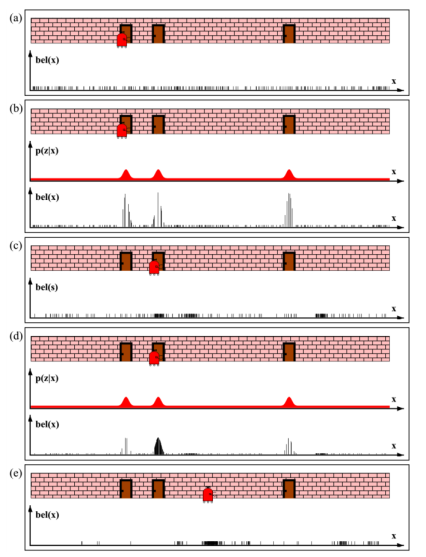 (a)
bel(x)
x
(b)
p(z|x)
x
bel(x)
x
(c)
bel(s)
x
(d)
p(z|x)
x
bel(x)
x
(e)
bel(x)
x